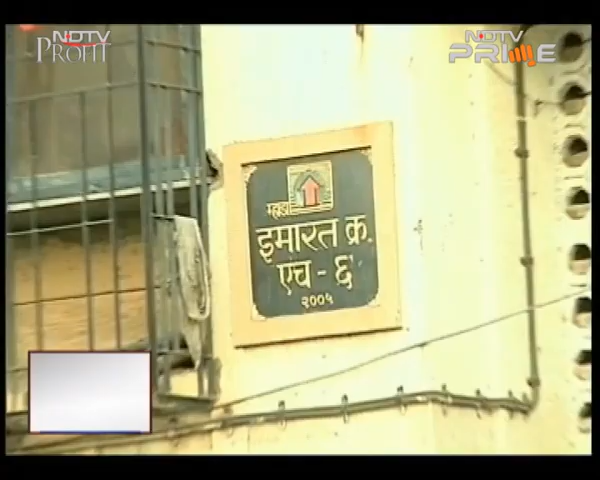 NDTV
PROFIT
NDTV
PRIME
म्हाडा
इमारत क्र.
एच - ६
२००५